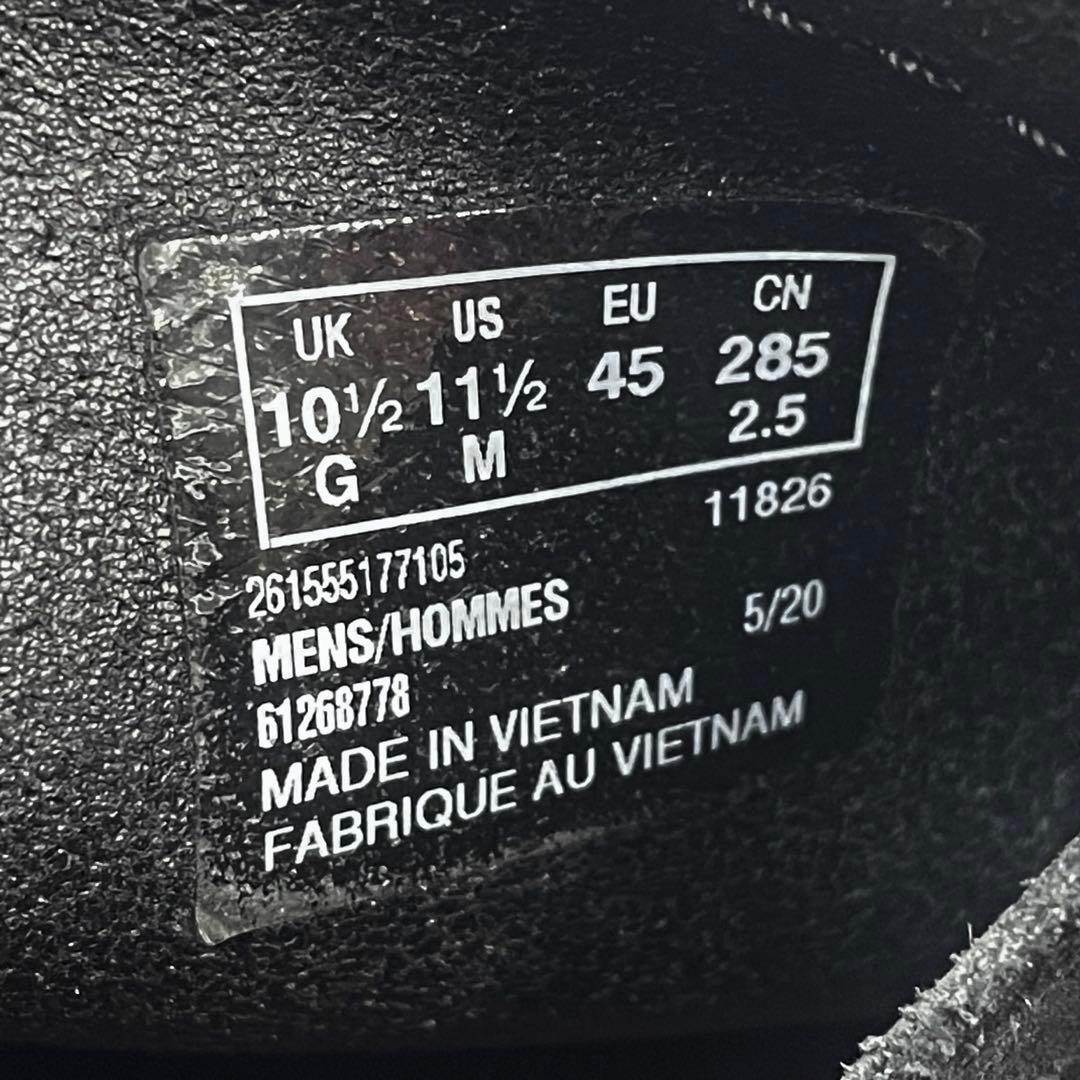 UK US EU CN
10½ 11½ 45 285
G M 2.5
11826
261555177105
MENS/HOMMES 5/20
61268778
MADE IN VIETNAM
FABRIQUE AU VIETNAM